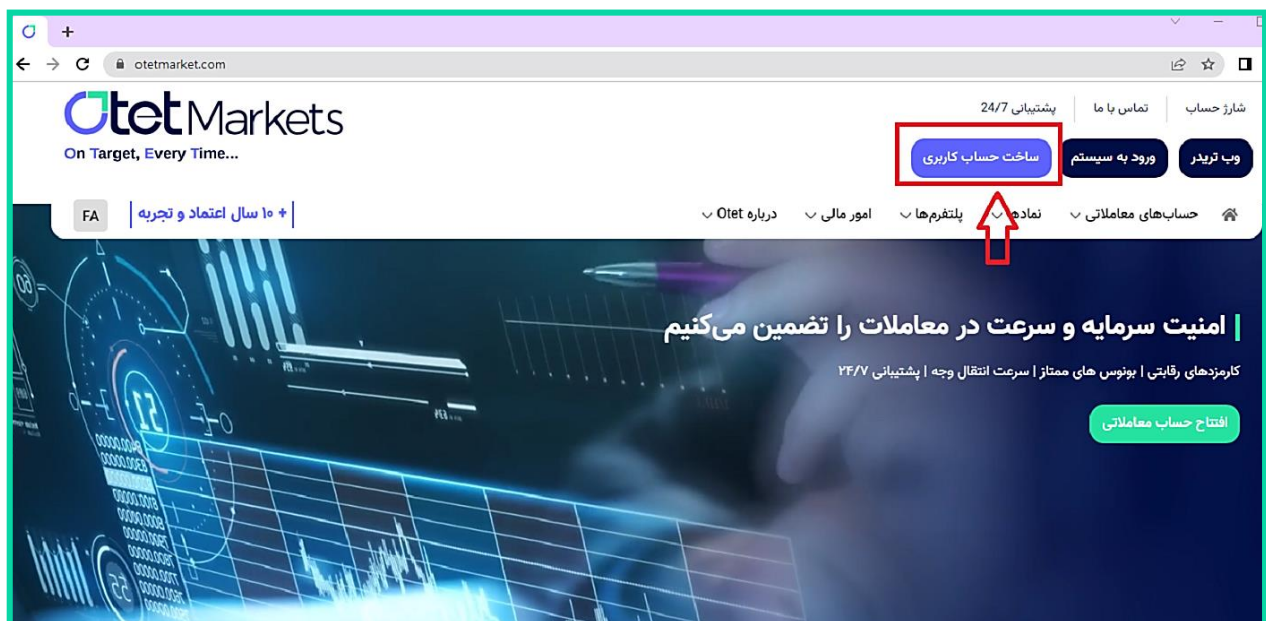 otetmarket.com
Otet Markets
On Target, Every Time...
شارژ حساب
تماس با ما
پشتیبانی 24/7
وب تریدر
ورود به سیستم
ساخت حساب کاربری
حساب‌های معاملاتی
نمادها
پلتفرم‌ها
امور مالی
درباره Otet
+ ۱۰ سال اعتماد و تجربه
FA
امنیت سرمایه و سرعت در معاملات را تضمین می‌کنیم
کارمزدهای رقابتی | بونوس های ممتاز | سرعت انتقال وجه | پشتیبانی ۲۴/۷
افتتاح حساب معاملاتی